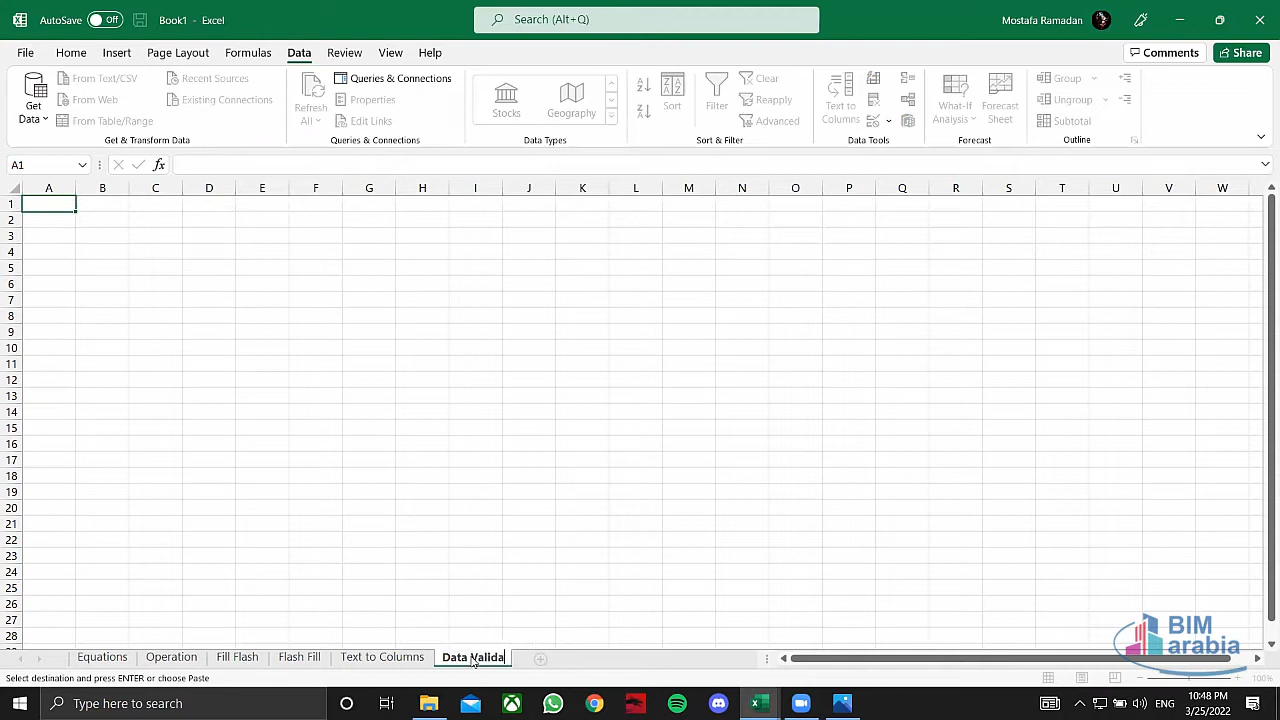 AutoSave Off Book1 - Excel Search (Alt+Q) Mostafa Ramadan
File Home Insert Page Layout Formulas Data Review View Help Comments Share
Get Data
From Text/CSV
From Web
From Table/Range
Recent Sources
Existing Connections
Get & Transform Data
Refresh All
Queries & Connections
Properties
Edit Links
Queries & Connections
Stocks
Geography
Data Types
Sort
Filter
Clear
Reapply
Advanced
Sort & Filter
Text to Columns
Data Tools
What-If Analysis
Forecast Sheet
Forecast
Group
Ungroup
Subtotal
Outline
A1 fx
A B C D E F G H I J K L M N O P Q R S T U V W
1
2
3
4
5
6
7
8
9
10
11
12
13
14
15
16
17
18
19
20
21
22
23
24
25
26
27
28
BIM
arabia
Equations Operation Fill Flash Flash Fill Text to Columns Data Valida
Select destination and press ENTER or choose Paste 100%
Type here to search ENG 10:48 PM
3/25/2022